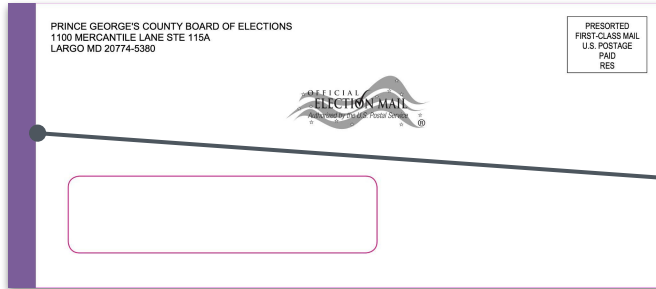 PRINCE GEORGE'S COUNTY BOARD OF ELECTIONS
1100 MERCANTILE LANE STE 115A
LARGO MD 20774-5380
PRESORTED
FIRST-CLASS MAIL
U.S. POSTAGE
PAID
RES
OFFICIAL
ELECTION MAIL
Authorized by the U.S. Postal Service
®